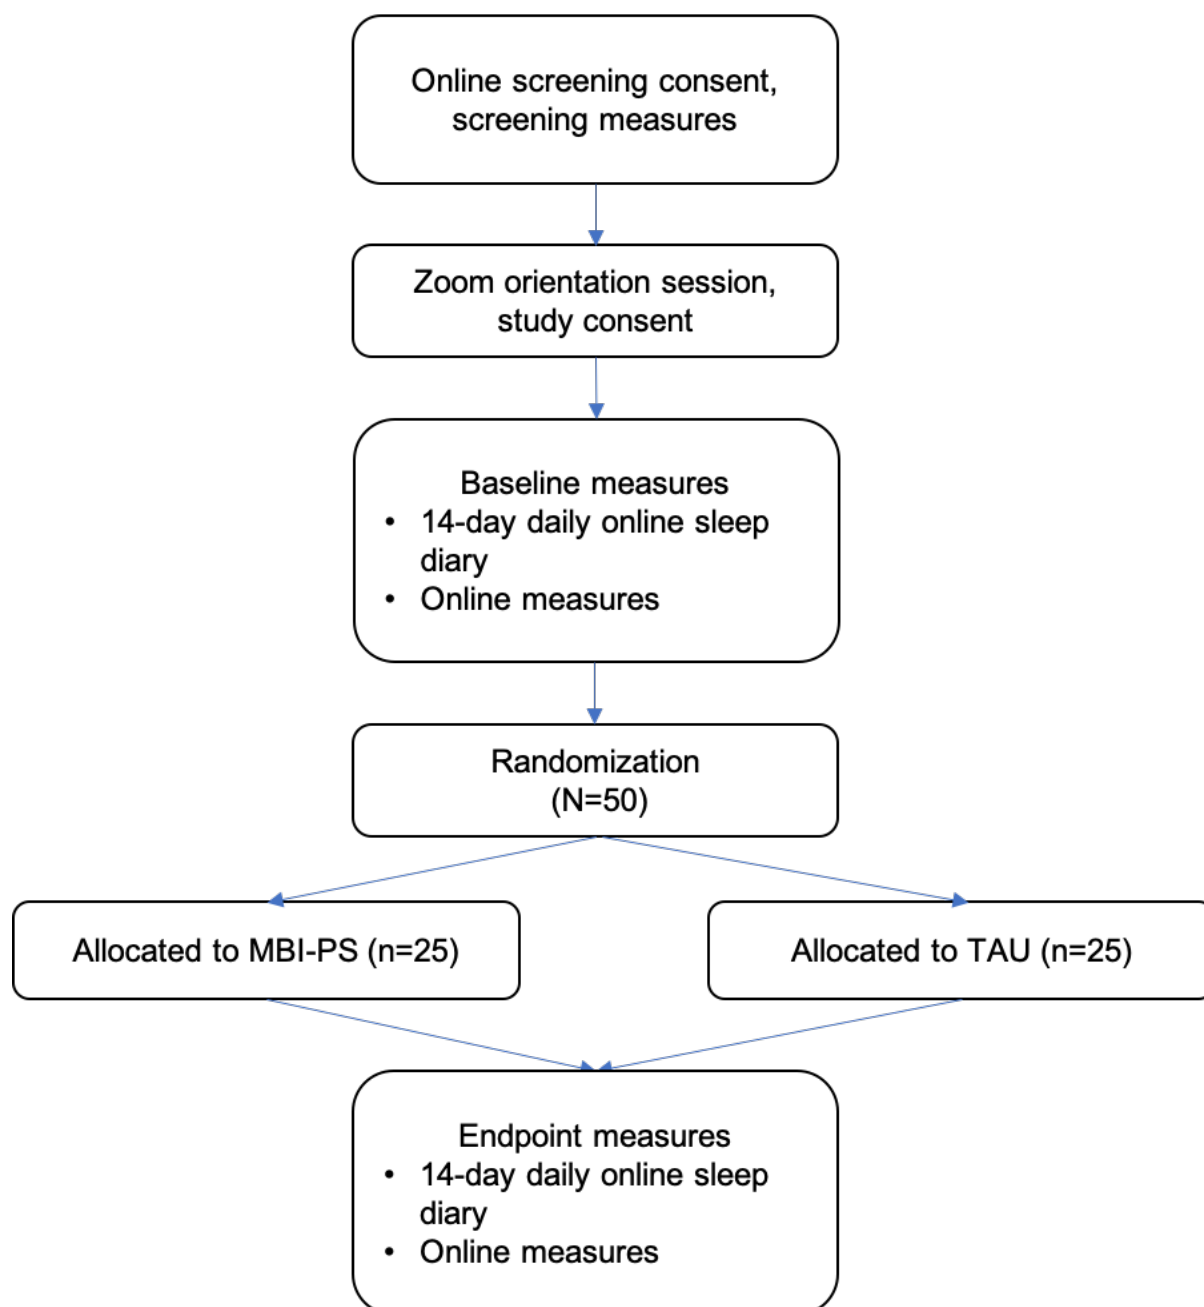 Online screening consent,
screening measures
Zoom orientation session,
study consent
Baseline measures
• 14-day daily online sleep
diary
• Online measures
Randomization
(N=50)
Allocated to MBI-PS (n=25)
Allocated to TAU (n=25)
Endpoint measures
• 14-day daily online sleep
diary
• Online measures